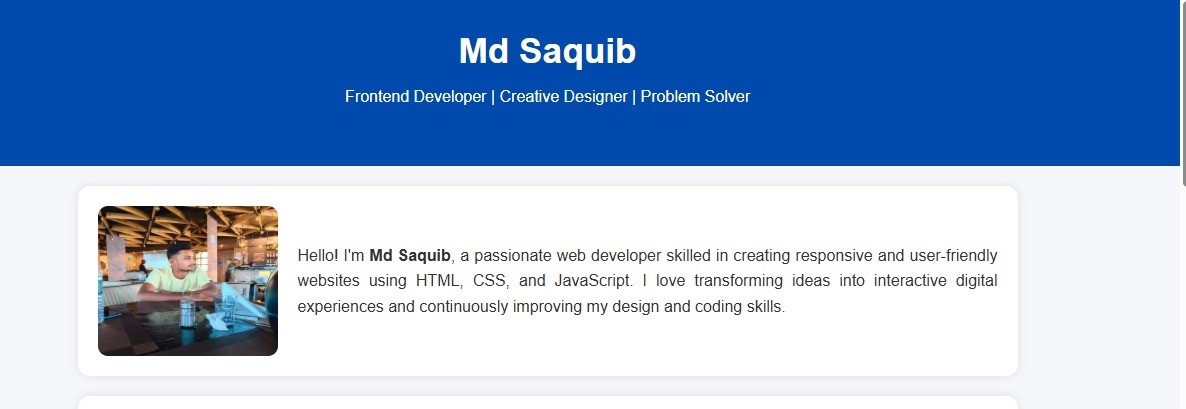 Md Saquib
Frontend Developer | Creative Designer | Problem Solver
Hello! I'm Md Saquib, a passionate web developer skilled in creating responsive and user-friendly
websites using HTML, CSS, and JavaScript. I love transforming ideas into interactive digital
experiences and continuously improving my design and coding skills.